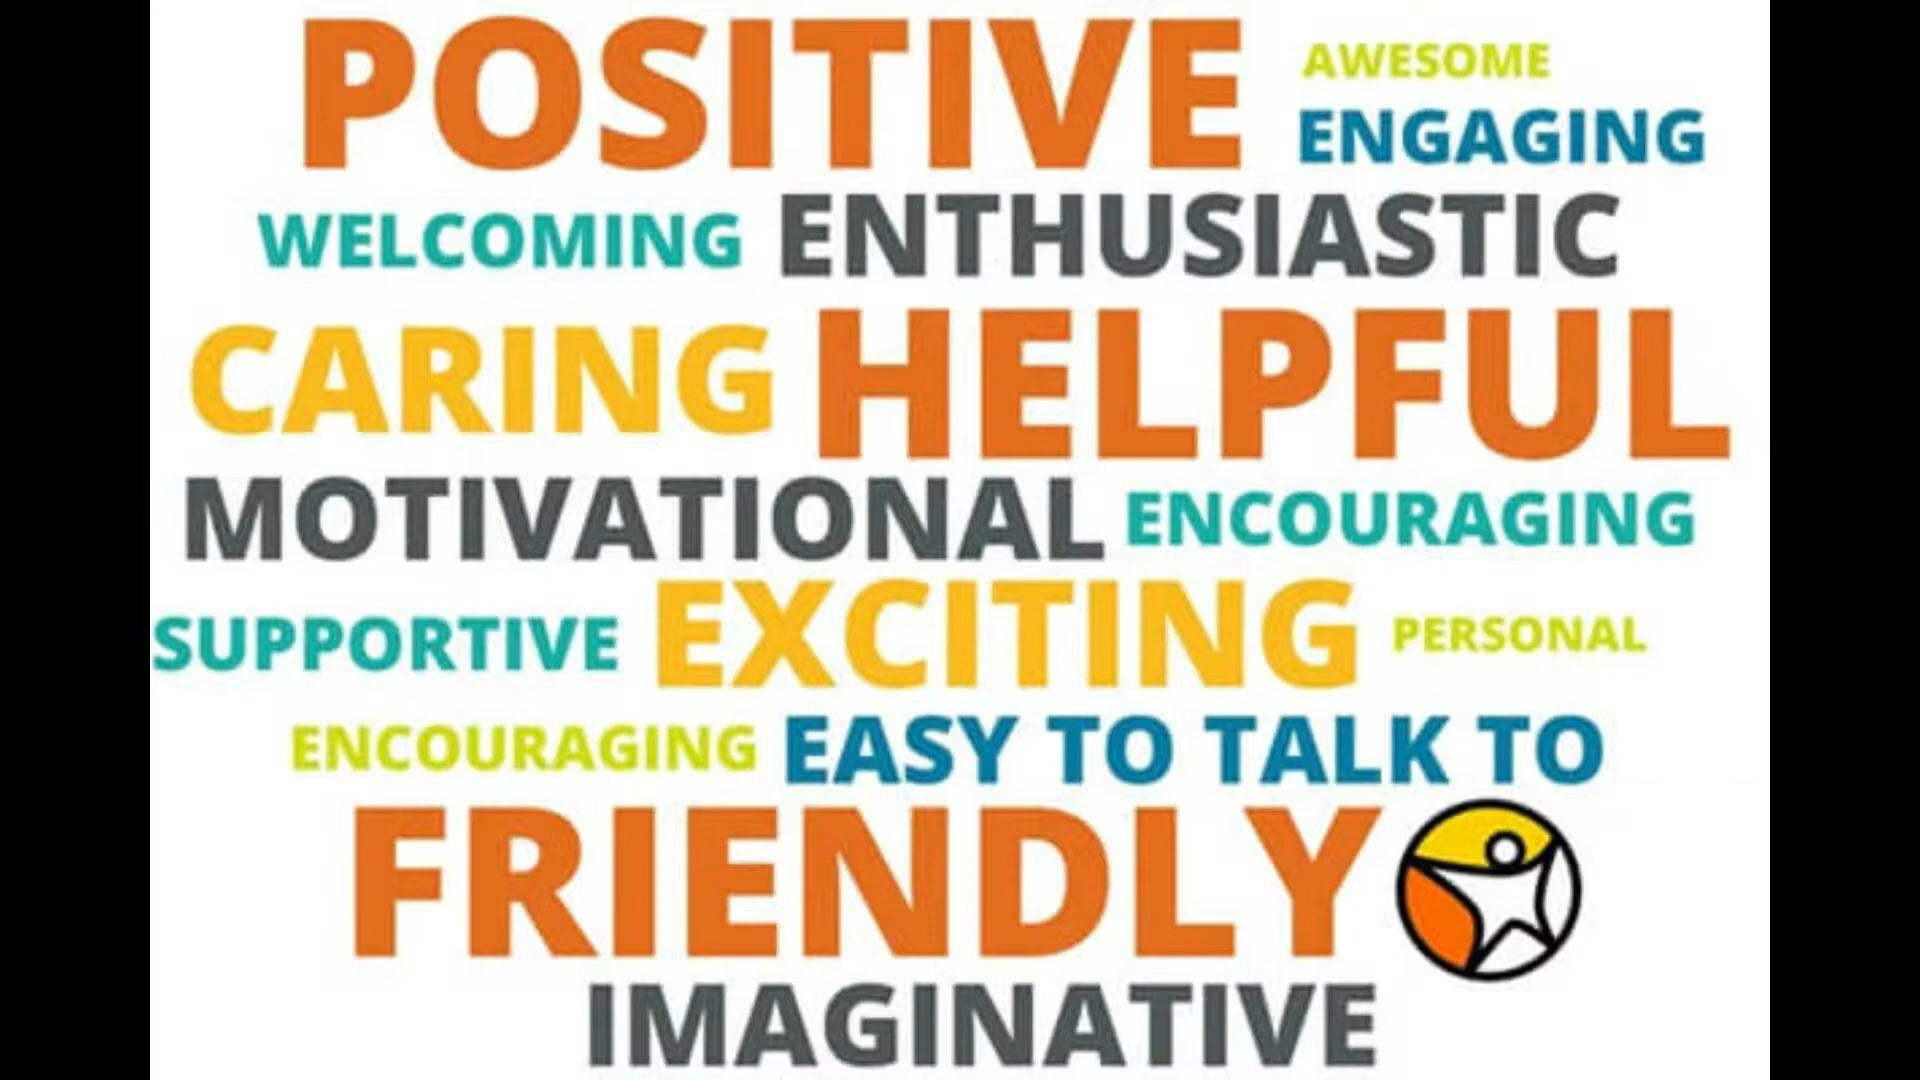 POSITIVE AWESOME
ENGAGING
WELCOMING ENTHUSIASTIC
CARING HELPFUL
MOTIVATIONAL ENCOURAGING
SUPPORTIVE EXCITING PERSONAL
ENCOURAGING EASY TO TALK TO
FRIENDLY
IMAGINATIVE